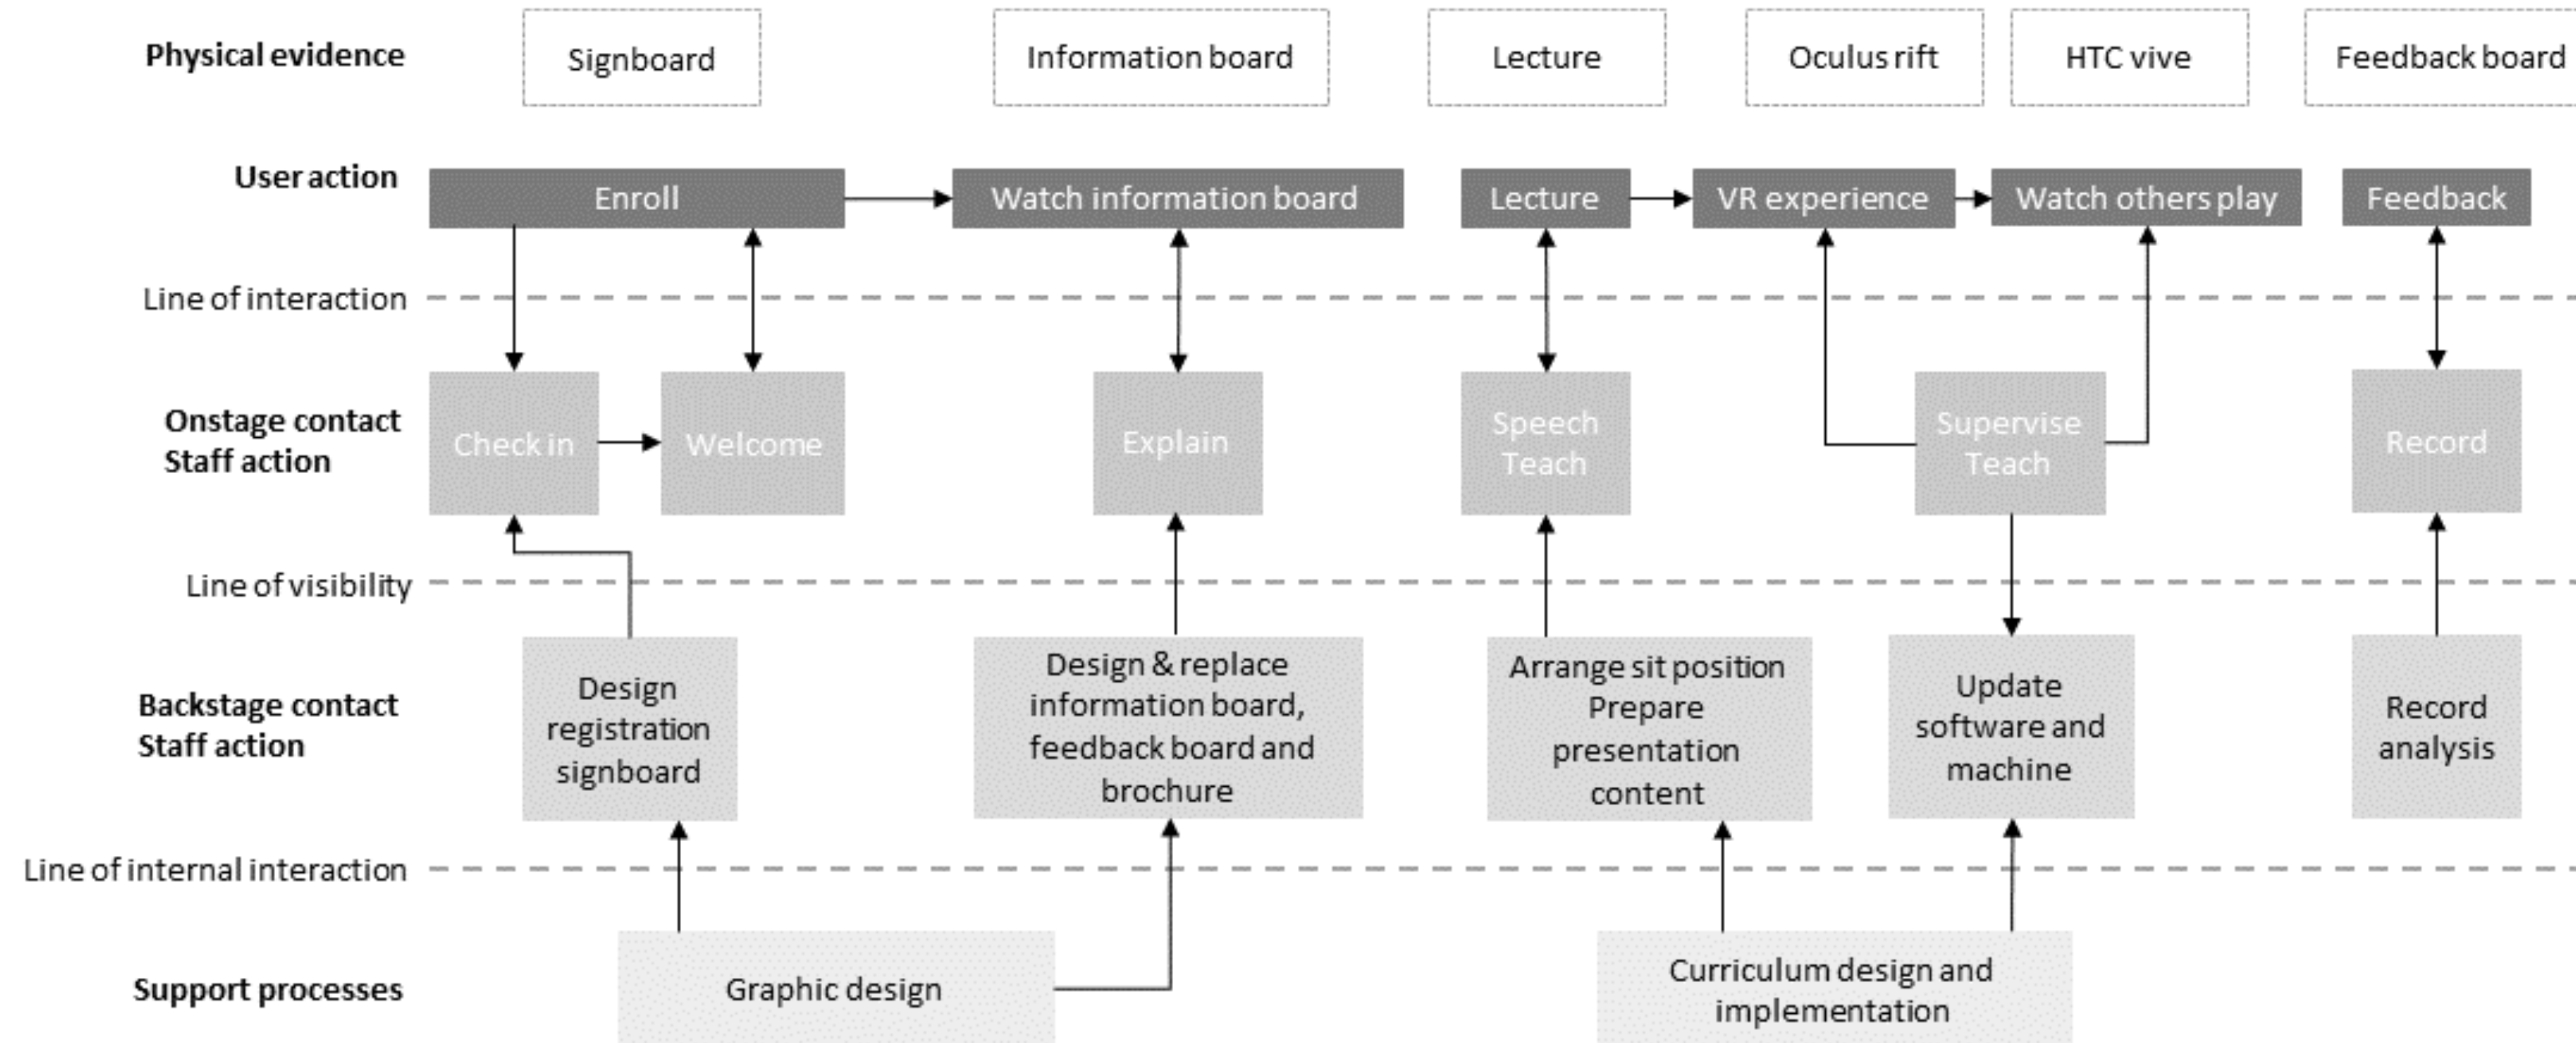 Physical evidence
Signboard
Information board
Lecture
Oculus rift
HTC vive
Feedback board
User action
Enroll
Watch information board
Lecture
VR experience
Watch others play
Feedback
Line of interaction
Onstage contact
Staff action
Check in
Welcome
Explain
Speech
Teach
Supervise
Teach
Record
Line of visibility
Backstage contact
Staff action
Design
registration
signboard
Design & replace
information board,
feedback board and
brochure
Arrange sit position
Prepare
presentation
content
Update
software and
machine
Record
analysis
Line of internal interaction
Support processes
Graphic design
Curriculum design and
implementation